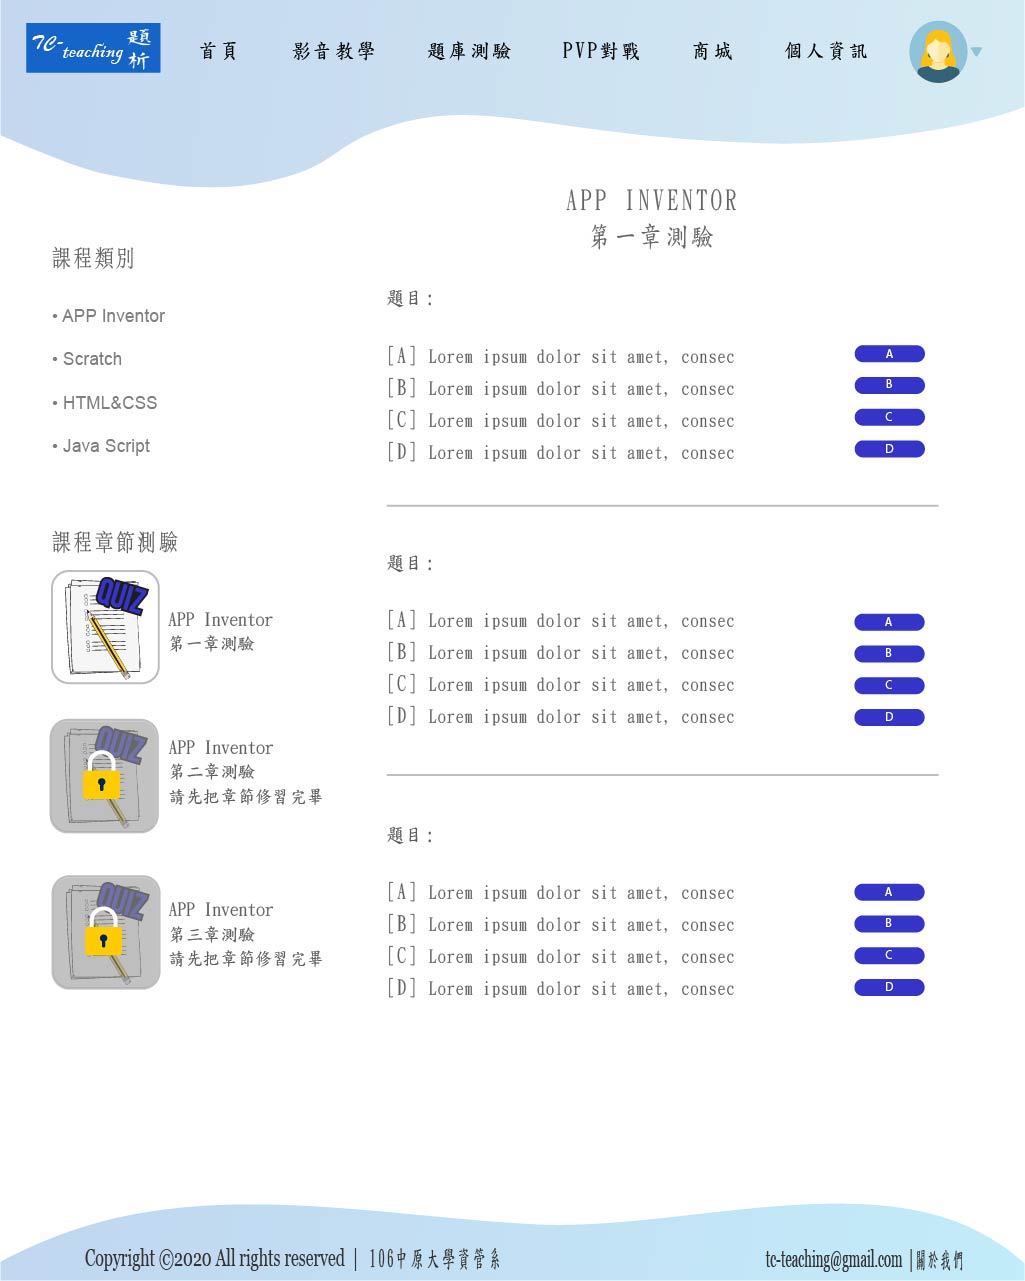 TC-teaching 題析
首頁 影音教學 題庫測驗 PVP對戰 商城 個人資訊
APP INVENTOR
第一章測驗
課程類別
• APP Inventor
• Scratch
• HTML&CSS
• Java Script
課程章節測驗
QUIZ
APP Inventor
第一章測驗
QUIZ
APP Inventor
第二章測驗
請先把章節修習完畢
QUIZ
APP Inventor
第三章測驗
請先把章節修習完畢
題目:
[A] Lorem ipsum dolor sit amet, consec A
[B] Lorem ipsum dolor sit amet, consec B
[C] Lorem ipsum dolor sit amet, consec C
[D] Lorem ipsum dolor sit amet, consec D
題目:
[A] Lorem ipsum dolor sit amet, consec A
[B] Lorem ipsum dolor sit amet, consec B
[C] Lorem ipsum dolor sit amet, consec C
[D] Lorem ipsum dolor sit amet, consec D
題目:
[A] Lorem ipsum dolor sit amet, consec A
[B] Lorem ipsum dolor sit amet, consec B
[C] Lorem ipsum dolor sit amet, consec C
[D] Lorem ipsum dolor sit amet, consec D
Copyright ©2020 All rights reserved | 106中原大學資管系 tc-teaching@gmail.com |關於我們